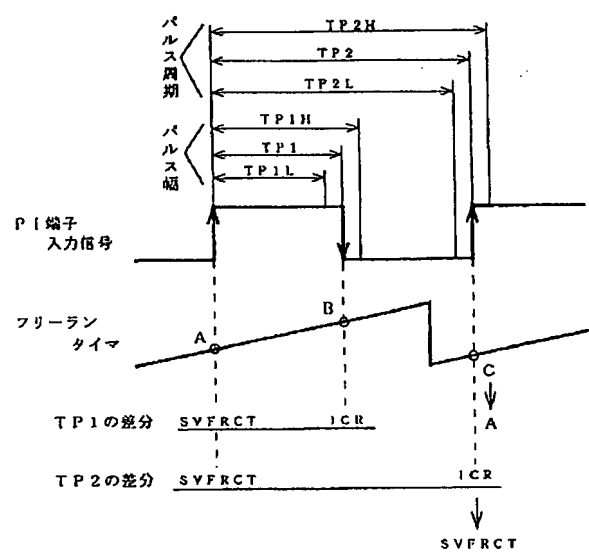 パルス周期
TP2H
TP2
TP2L
パルス幅
TP1H
TP1
TP1L
PI端子
入力信号
フリーラン
タイマ
A
B
C
A
TP1の差分 SVFRCT ICR
TP2の差分 SVFRCT ICR
SVFRCT